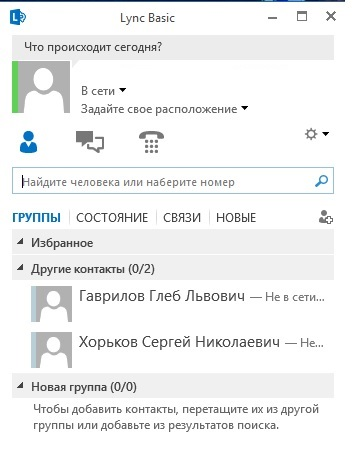 Lync Basic
Что происходит сегодня?
В сети
Задайте свое расположение
Найдите человека или наберите номер
ГРУППЫ СОСТОЯНИЕ СВЯЗИ НОВЫЕ
Избранное
Другие контакты (0/2)
Гаврилов Глеб Львович — Не в сети...
Хорьков Сергей Николаевич — Не...
Новая группа (0/0)
Чтобы добавить контакты, перетащите их из другой
группы или добавьте из результатов поиска.